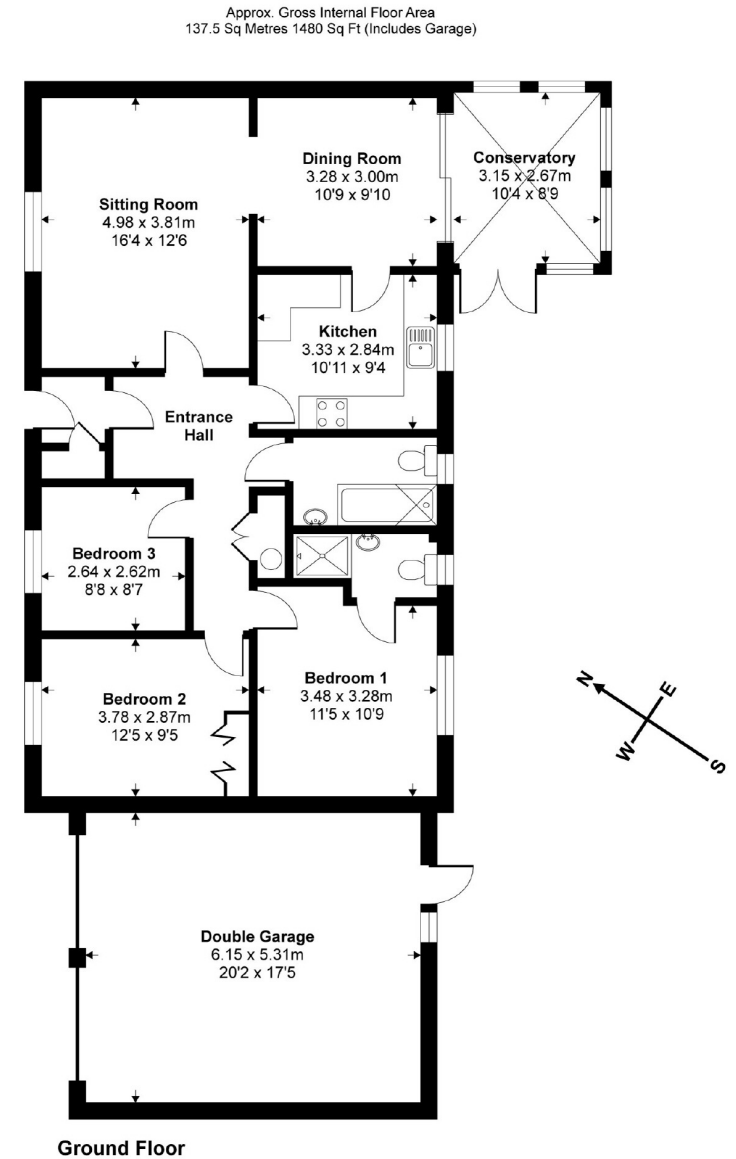 Approx. Gross Internal Floor Area
137.5 Sq Metres 1480 Sq Ft (Includes Garage)
Sitting Room
4.98 x 3.81m
16'4 x 12'6
Dining Room
3.28 x 3.00m
10'9 x 9'10
Conservatory
3.15 x 2.67m
10'4 x 8'9
Kitchen
3.33 x 2.84m
10'11 x 9'4
Entrance
Hall
Bedroom 3
2.64 x 2.62m
8'8 x 8'7
Bedroom 2
3.78 x 2.87m
12'5 x 9'5
Bedroom 1
3.48 x 3.28m
11'5 x 10'9
N
E
W
S
Double Garage
6.15 x 5.31m
20'2 x 17'5
Ground Floor